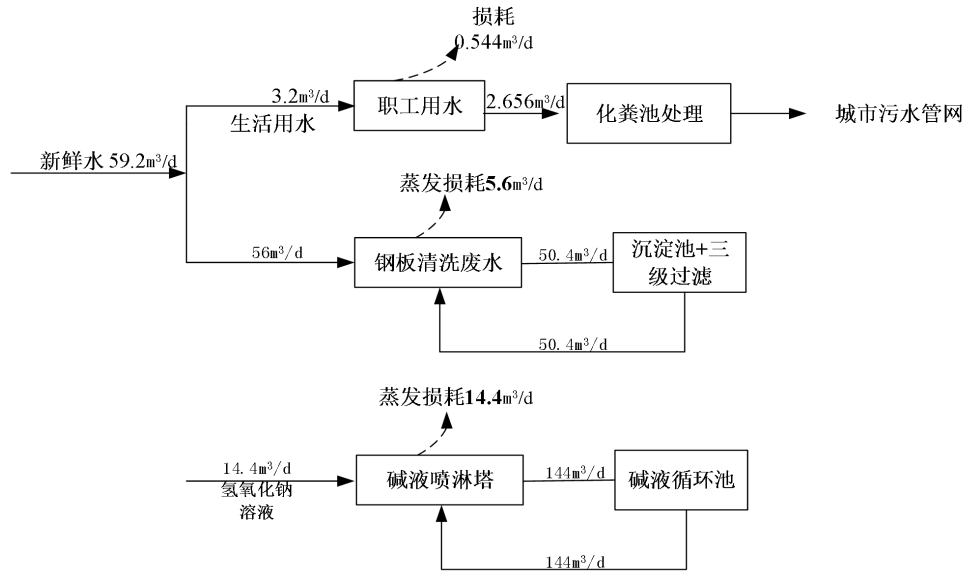 损耗
0.544m³/d
3.2m³/d
生活用水
职工用水
2.656m³/d
化粪池处理
城市污水管网
新鲜水 59.2m³/d
蒸发损耗5.6m³/d
56m³/d
钢板清洗废水
50.4m³/d
沉淀池+三
级过滤
50.4m³/d
蒸发损耗14.4m³/d
14.4m³/d
氢氧化钠
溶液
碱液喷淋塔
144m³/d
碱液循环池
144m³/d